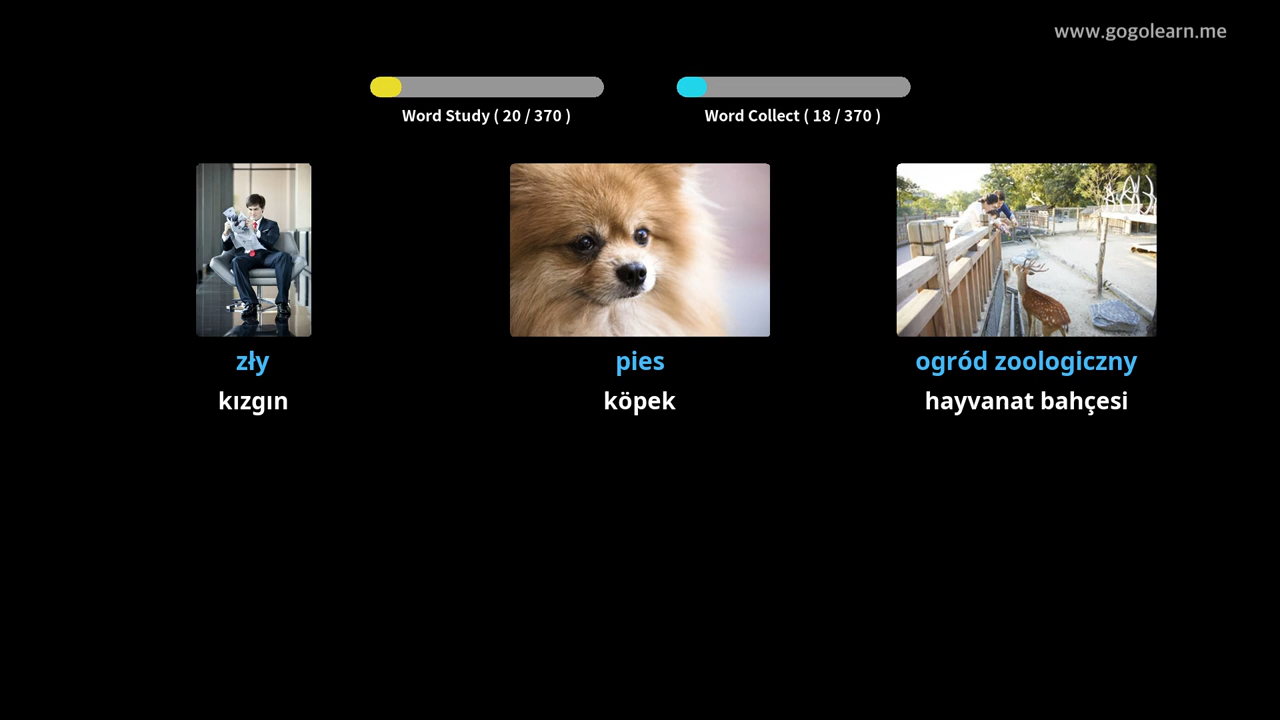 www.gogolearn.me
Word Study ( 20 / 370 )
Word Collect ( 18 / 370 )
zły
pies
ogród zoologiczny
kızgın
köpek
hayvanat bahçesi